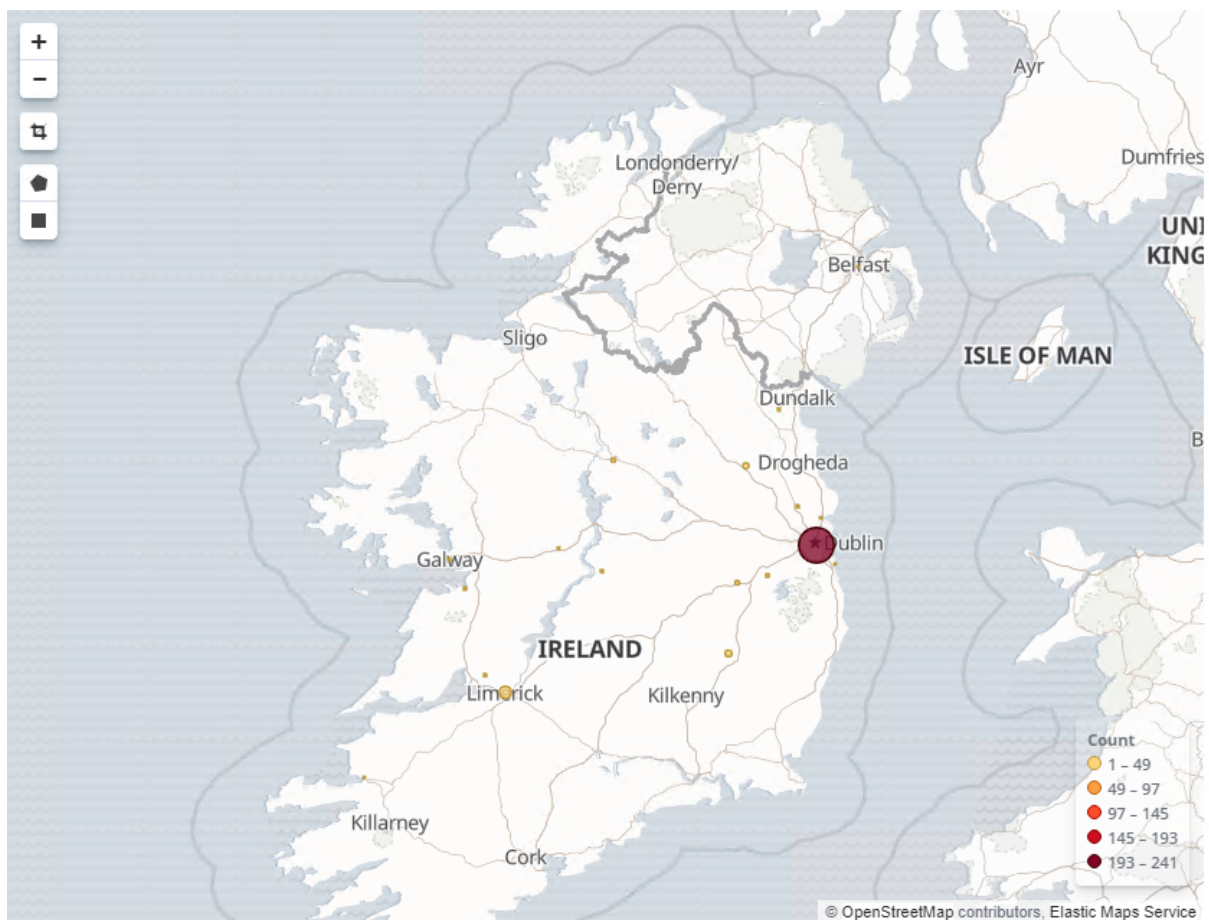 +
−
Ayr
Londonderry/
Derry
Dumfries
UNI
KING
Belfast
Sligo
ISLE OF MAN
Dundalk
B
Drogheda
Dublin
Galway
IRELAND
Limerick
Kilkenny
Killarney
Cork
Count
1 – 49
49 – 97
97 – 145
145 – 193
193 – 241
© OpenStreetMap contributors, Elastic Maps Service